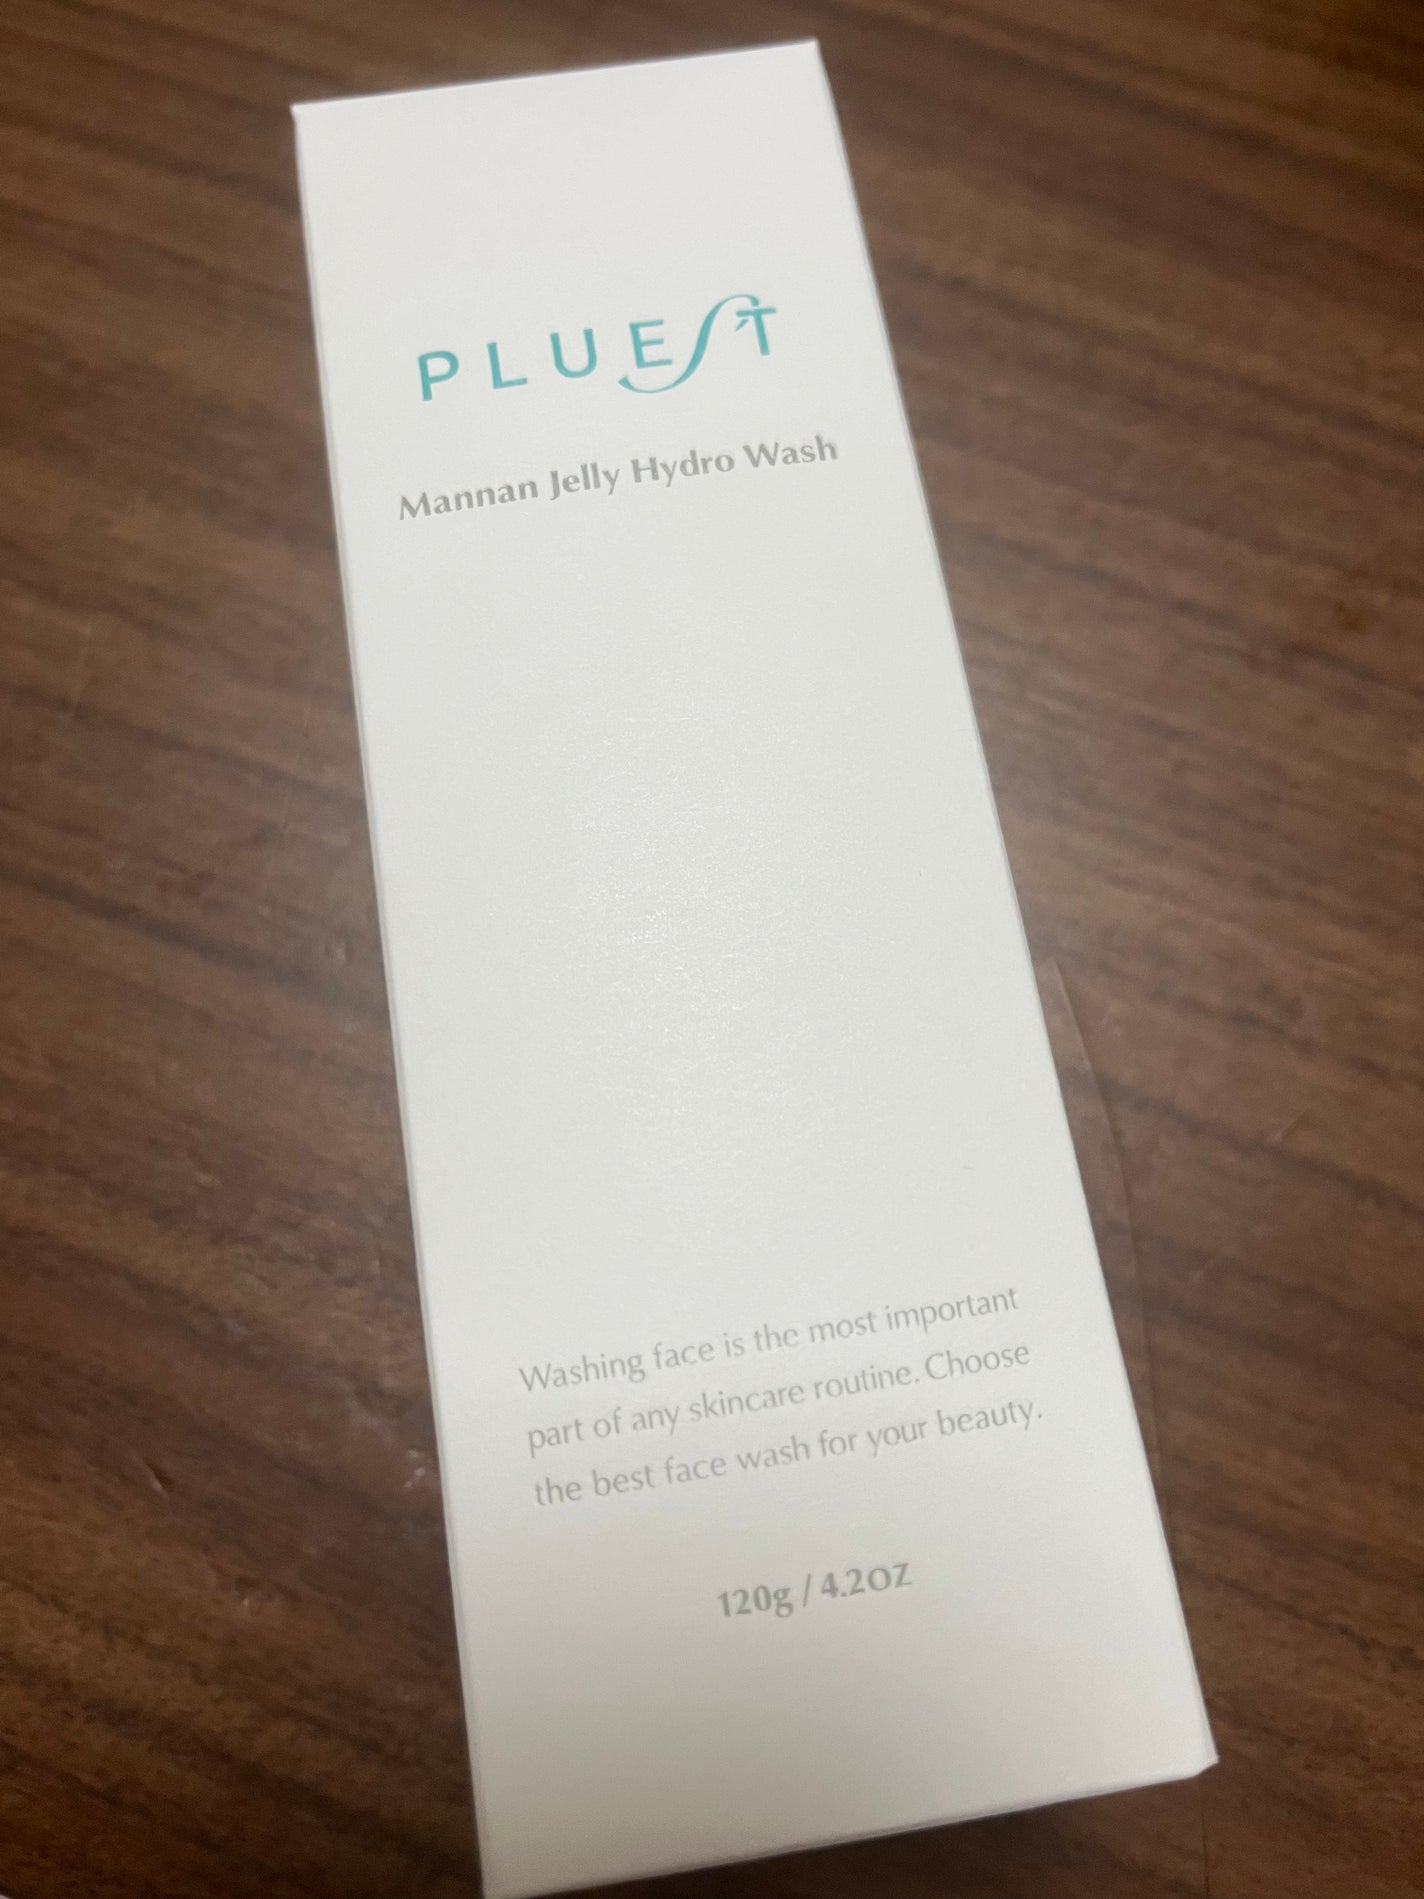 PLUEST
Mannan Jelly Hydro Wash
Washing face is the most important
part of any skincare routine. Choose
the best face wash for your beauty.
120g / 4.2OZ